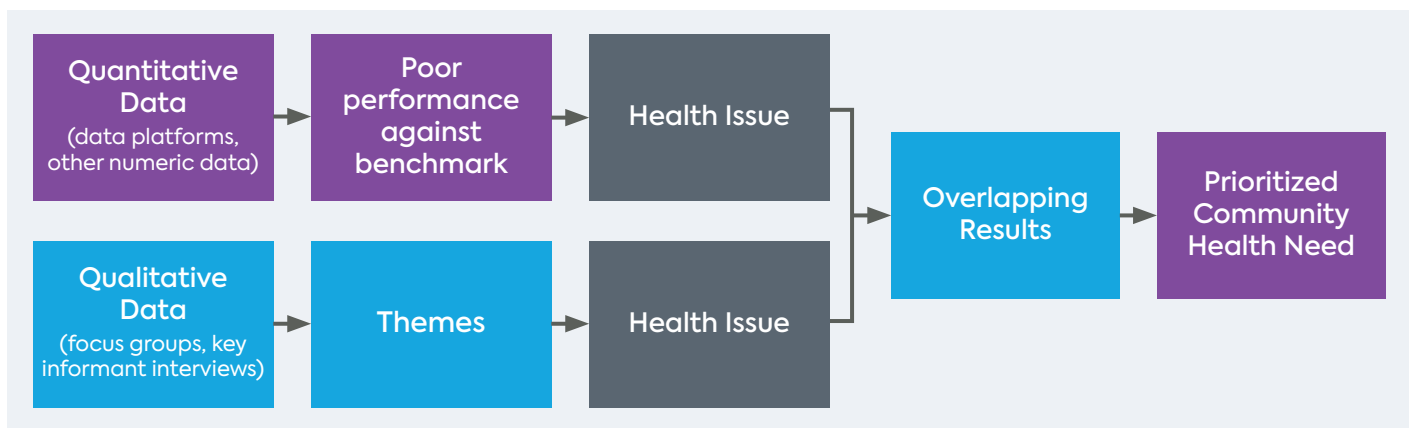 Quantitative
Data
(data platforms,
other numeric data)
Poor
performance
against
benchmark
Health Issue
Qualitative
Data
(focus groups, key
informant interviews)
Themes
Health Issue
Overlapping
Results
Prioritized
Community
Health Need